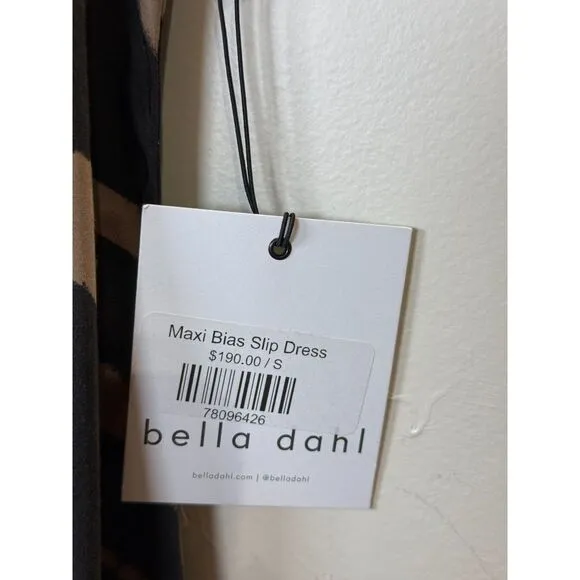 Maxi Bias Slip Dress
$190.00 / S
78096426
bella dahl
belladahl.com | @belladahl